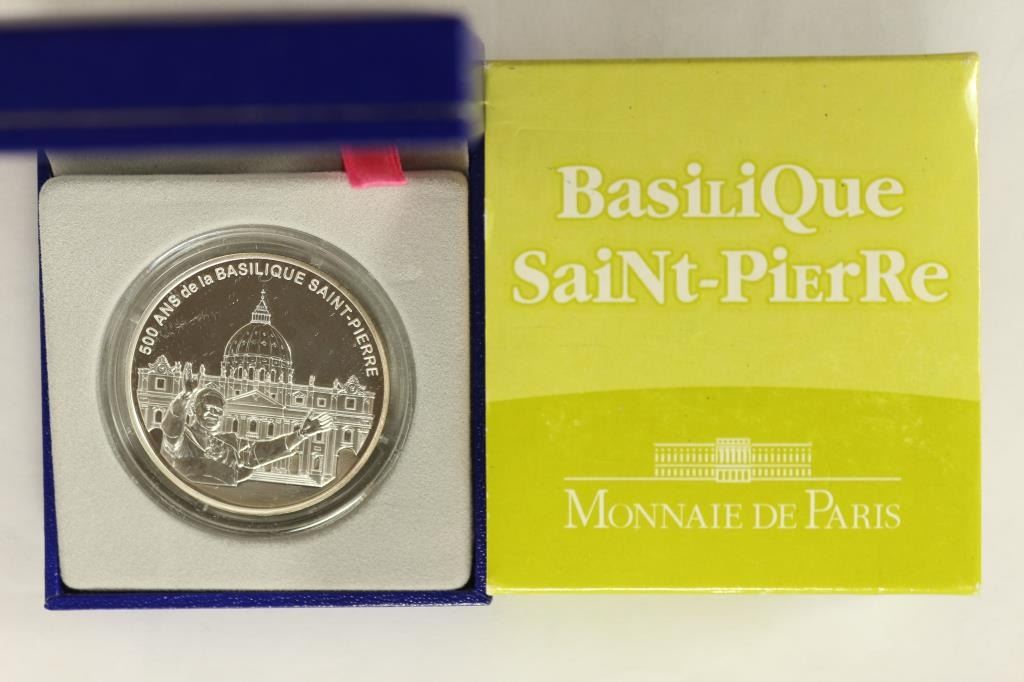 500 ANS de la BASILIQUE SAINT-PIERRE
BasiLiQue
SaiNt-PiErRe
MONNAIE DE PARIS